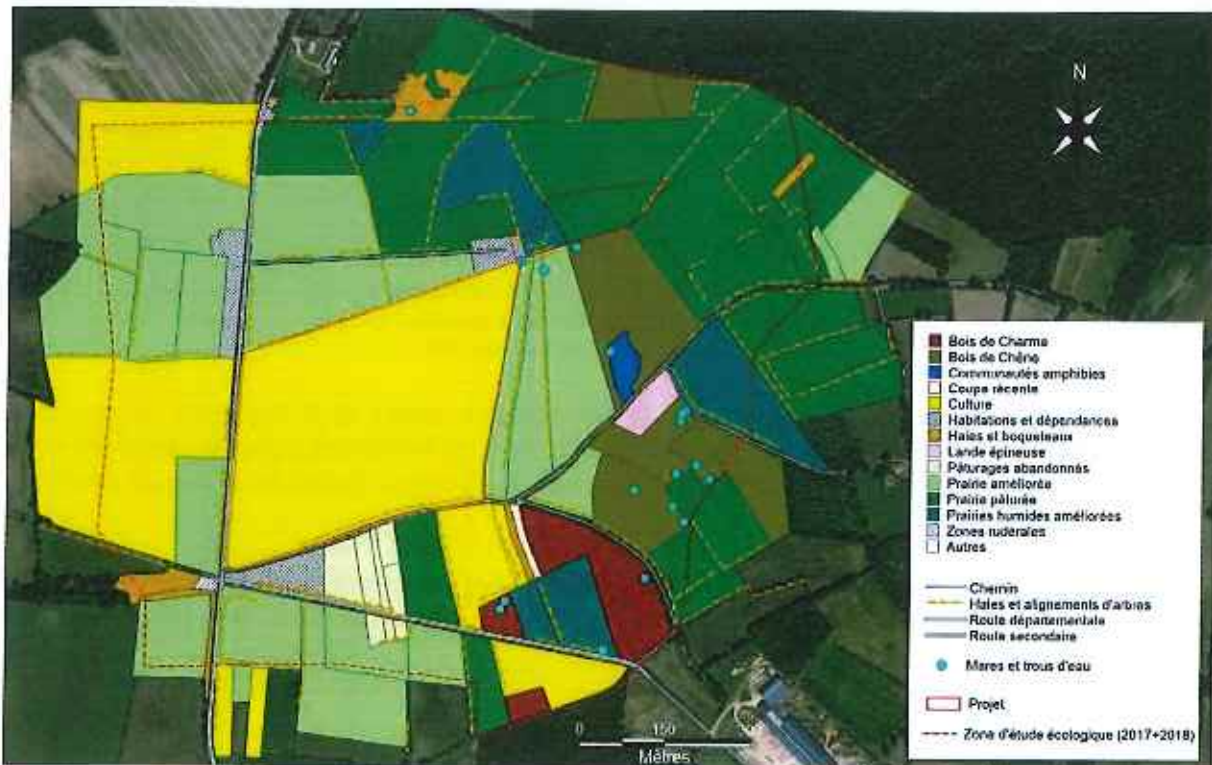 N
Bois de Charme
Bois de Chêne
Communautés amphibies
Coupe récente
Culture
Habitations et dépendances
Haies et boqueteaux
Lande épineuse
Pâturages abandonnés
Prairie améliorée
Prairie pâturée
Prairies humides améliorées
Zones rudérales
Autres
Chemin
Haies et alignements d'arbres
Route départementale
Route secondaire
Mares et trous d'eau
Projet
Zone d'étude écologique (2017+2018)
0 150
Mètres